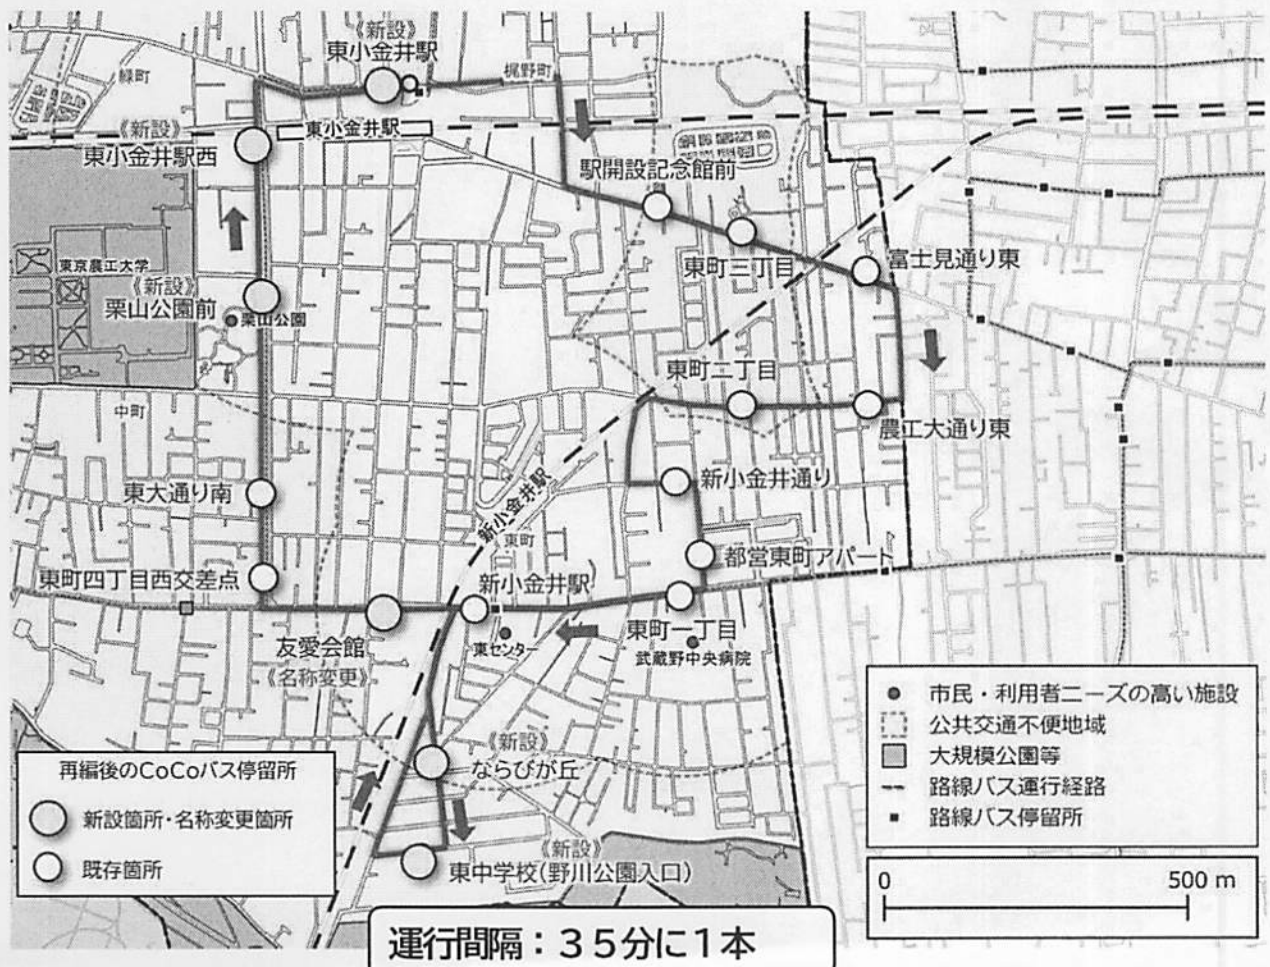 《新設》
東小金井駅
緑町
梶野町
《新設》
東小金井駅西
東小金井駅
駅開設記念館前
東京農工大学
《新設》
栗山公園前
栗山公園
東町三丁目
富士見通り東
東町二丁目
中町
農工大通り東
東大通り南
新小金井通り
新小金井駅
東町
都営東町アパート
東町四丁目西交差点
新小金井駅
友愛会館
《名称変更》
東センター
東町一丁目
武蔵野中央病院
《新設》
ならびが丘
《新設》
東中学校(野川公園入口)
再編後のCoCoバス停留所
新設箇所・名称変更箇所
既存箇所
市民・利用者ニーズの高い施設
公共交通不便地域
大規模公園等
路線バス運行経路
路線バス停留所
0 500 m
運行間隔：35分に1本